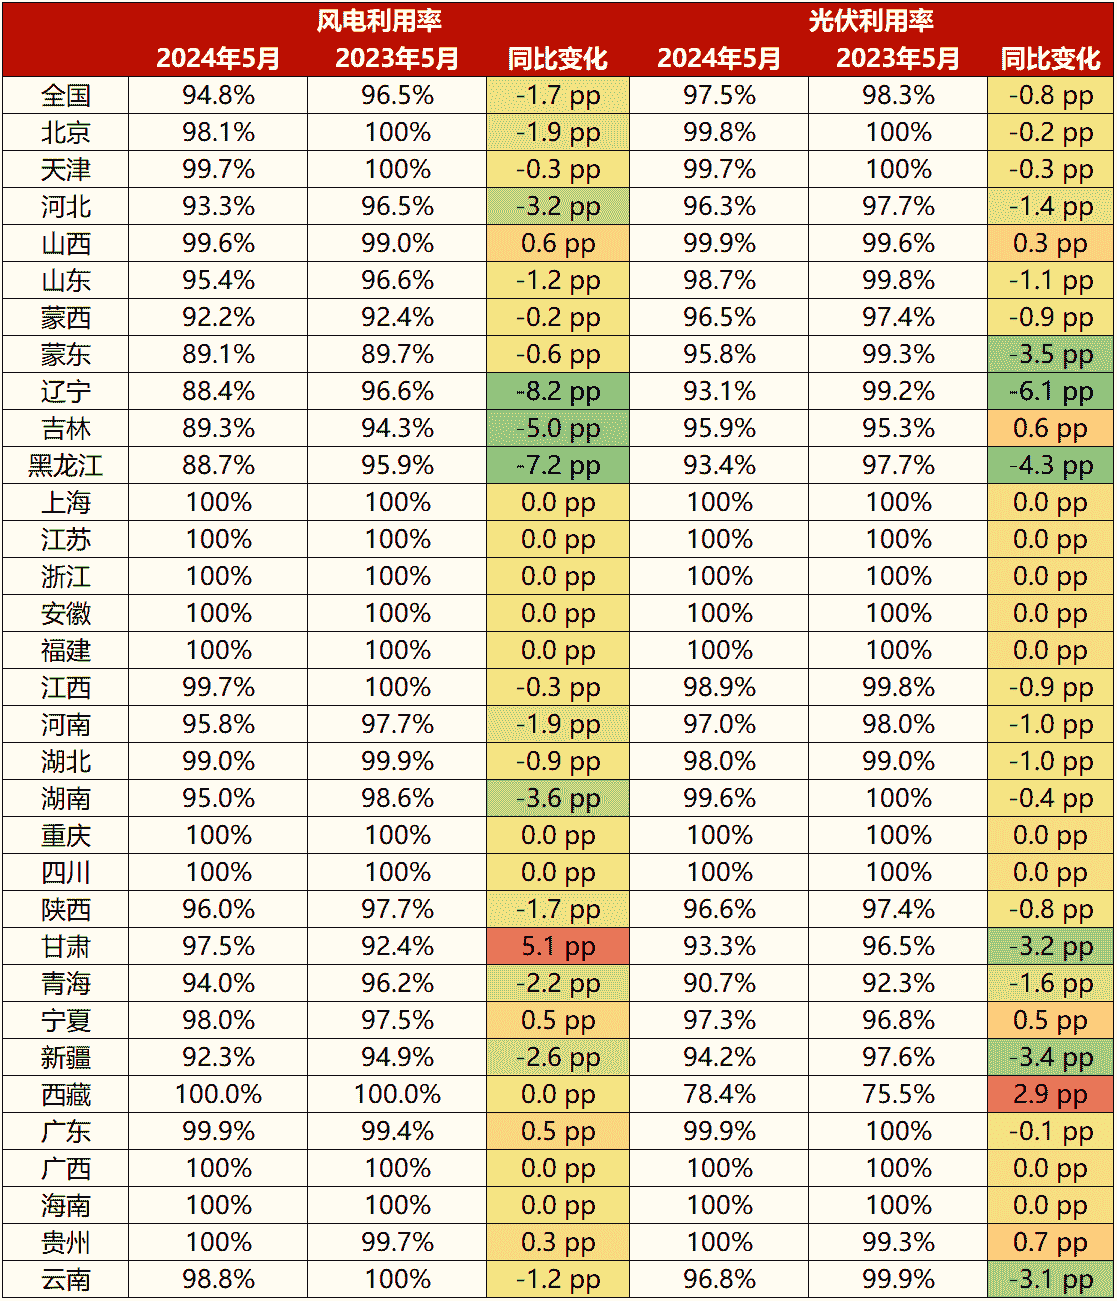 风电利用率 光伏利用率
2024年5月 2023年5月 同比变化 2024年5月 2023年5月 同比变化
全国 94.8% 96.5% -1.7 pp 97.5% 98.3% -0.8 pp
北京 98.1% 100% -1.9 pp 99.8% 100% -0.2 pp
天津 99.7% 100% -0.3 pp 99.7% 100% -0.3 pp
河北 93.3% 96.5% -3.2 pp 96.3% 97.7% -1.4 pp
山西 99.6% 99.0% 0.6 pp 99.9% 99.6% 0.3 pp
山东 95.4% 96.6% -1.2 pp 98.7% 99.8% -1.1 pp
蒙西 92.2% 92.4% -0.2 pp 96.5% 97.4% -0.9 pp
蒙东 89.1% 89.7% -0.6 pp 95.8% 99.3% -3.5 pp
辽宁 88.4% 96.6% -8.2 pp 93.1% 99.2% -6.1 pp
吉林 89.3% 94.3% -5.0 pp 95.9% 95.3% 0.6 pp
黑龙江 88.7% 95.9% -7.2 pp 93.4% 97.7% -4.3 pp
上海 100% 100% 0.0 pp 100% 100% 0.0 pp
江苏 100% 100% 0.0 pp 100% 100% 0.0 pp
浙江 100% 100% 0.0 pp 100% 100% 0.0 pp
安徽 100% 100% 0.0 pp 100% 100% 0.0 pp
福建 100% 100% 0.0 pp 100% 100% 0.0 pp
江西 99.7% 100% -0.3 pp 98.9% 99.8% -0.9 pp
河南 95.8% 97.7% -1.9 pp 97.0% 98.0% -1.0 pp
湖北 99.0% 99.9% -0.9 pp 98.0% 99.0% -1.0 pp
湖南 95.0% 98.6% -3.6 pp 99.6% 100% -0.4 pp
重庆 100% 100% 0.0 pp 100% 100% 0.0 pp
四川 100% 100% 0.0 pp 100% 100% 0.0 pp
陕西 96.0% 97.7% -1.7 pp 96.6% 97.4% -0.8 pp
甘肃 97.5% 92.4% 5.1 pp 93.3% 96.5% -3.2 pp
青海 94.0% 96.2% -2.2 pp 90.7% 92.3% -1.6 pp
宁夏 98.0% 97.5% 0.5 pp 97.3% 96.8% 0.5 pp
新疆 92.3% 94.9% -2.6 pp 94.2% 97.6% -3.4 pp
西藏 100.0% 100.0% 0.0 pp 78.4% 75.5% 2.9 pp
广东 99.9% 99.4% 0.5 pp 99.9% 100% -0.1 pp
广西 100% 100% 0.0 pp 100% 100% 0.0 pp
海南 100% 100% 0.0 pp 100% 100% 0.0 pp
贵州 100% 99.7% 0.3 pp 100% 99.3% 0.7 pp
云南 98.8% 100% -1.2 pp 96.8% 99.9% -3.1 pp